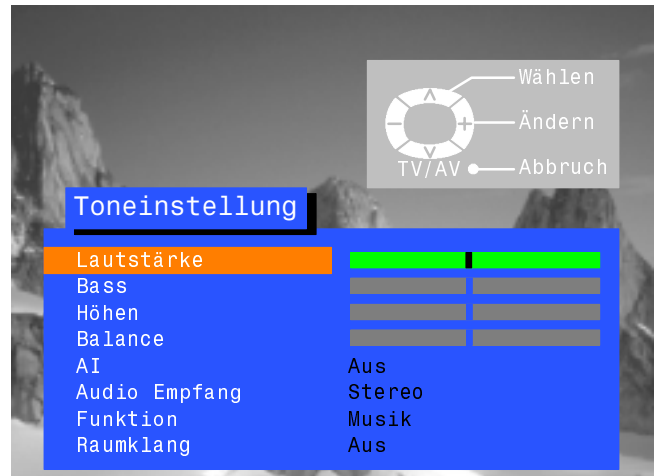 Wählen
Ändern
TV/AV Abbruch
Toneinstellung
Lautstärke
Bass
Höhen
Balance
AI Aus
Audio Empfang Stereo
Funktion Musik
Raumklang Aus